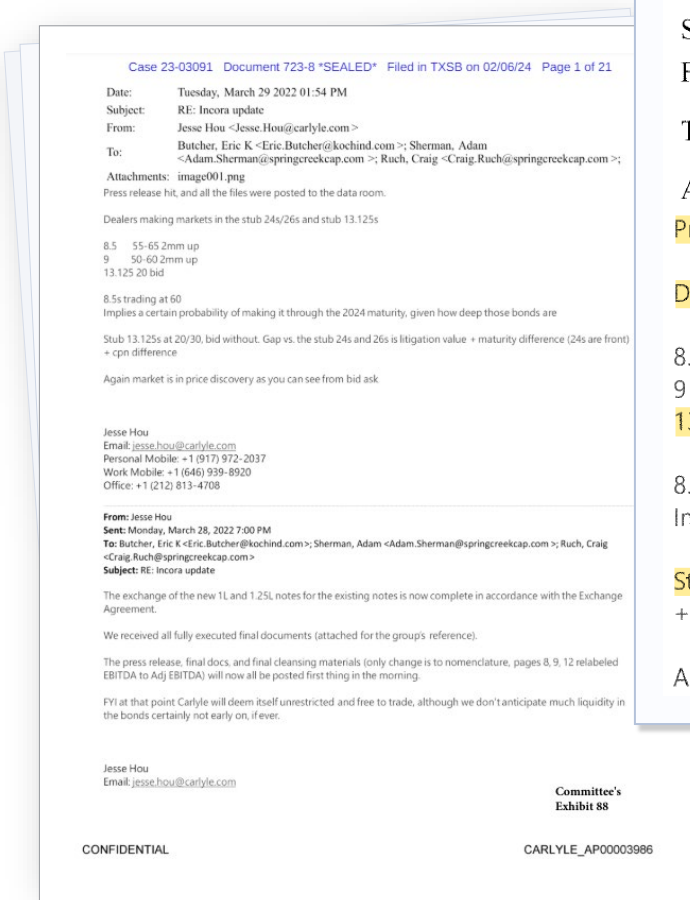 Case 23-03091 Document 723-8 *SEALED* Filed in TXSB on 02/06/24 Page 1 of 21
Date: Tuesday, March 29 2022 01:54 PM
Subject: RE: Incora update
From: Jesse Hou <Jesse.Hou@carlyle.com >
To: Butcher, Eric K <Eric.Butcher@kochind.com >; Sherman, Adam
<Adam.Sherman@springcreekcap.com >; Ruch, Craig <Craig.Ruch@springcreekcap.com >;
Attachments: image001.png
Press release hit, and all the files were posted to the data room.
Dealers making markets in the stub 24s/26s and stub 13.125s
8.5 55-65 2mm up
9 50-60 2mm up
13.125 20 bid
8.5s trading at 60
Implies a certain probability of making it through the 2024 maturity, given how deep those bonds are
Stub 13.125s at 20/30, bid without. Gap vs. the stub 24s and 26s is litigation value + maturity difference (24s are front)
+ cpn difference
Again market is in price discovery as you can see from bid ask
Jesse Hou
Email: jesse.hou@carlyle.com
Personal Mobile: +1 (917) 972-2037
Work Mobile: +1 (646) 939-8920
Office: +1 (212) 813-4708
From: Jesse Hou
Sent: Monday, March 28, 2022 7:00 PM
To: Butcher, Eric K <Eric.Butcher@kochind.com>; Sherman, Adam <Adam.Sherman@springcreekcap.com >; Ruch, Craig
<Craig.Ruch@springcreekcap.com>
Subject: RE: Incora update
The exchange of the new 1L and 1.25L notes for the existing notes is now complete in accordance with the Exchange
Agreement.
We received all fully executed final documents (attached for the group's reference).
The press release, final docs, and final cleansing materials (only change is to nomenclature, pages 8, 9, 12 relabeled
EBITDA to Adj EBITDA) will now all be posted first thing in the morning.
FYI at that point Carlyle will deem itself unrestricted and free to trade, although we don't anticipate much liquidity in
the bonds certainly not early on, if ever.
Jesse Hou
Email: jesse.hou@carlyle.com
Committee's
Exhibit 88
CONFIDENTIAL CARLYLE_AP00003986